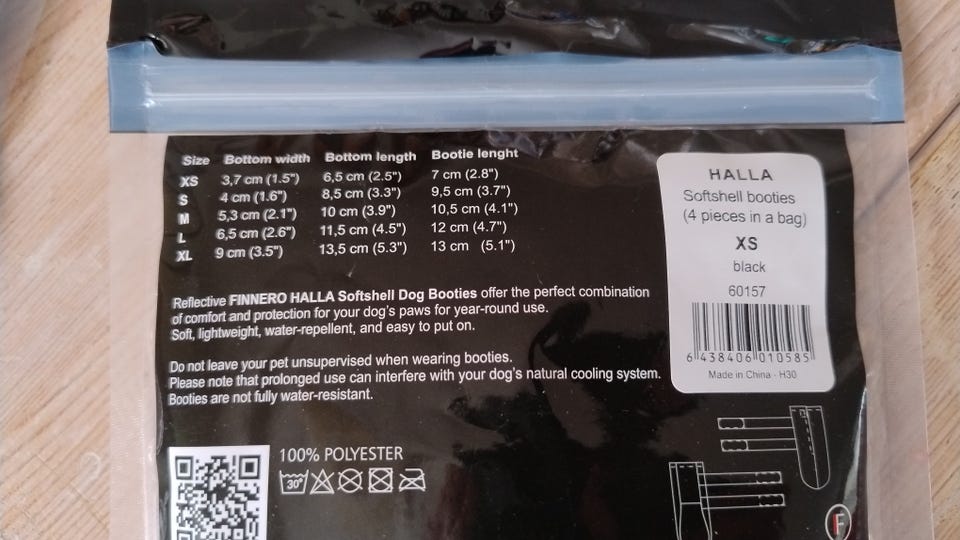 Size Bottom width Bottom length Bootie lenght
XS 3,7 cm (1.5") 6,5 cm (2.5") 7 cm (2.8")
S 4 cm (1.6") 8,5 cm (3.3") 9,5 cm (3.7")
M 5,3 cm (2.1") 10 cm (3.9") 10,5 cm (4.1")
L 6,5 cm (2.6") 11,5 cm (4.5") 12 cm (4.7")
XL 9 cm (3.5") 13,5 cm (5.3") 13 cm (5.1")
Reflective FINNERO HALLA Softshell Dog Booties offer the perfect combination
of comfort and protection for your dog's paws for year-round use.
Soft, lightweight, water-repellent, and easy to put on.
Do not leave your pet unsupervised when wearing booties.
Please note that prolonged use can interfere with your dog's natural cooling system.
Booties are not fully water-resistant.
100% POLYESTER
30°
HALLA
Softshell booties
(4 pieces in a bag)
XS
black
60157
6 438406 010585
Made in China - H30
F